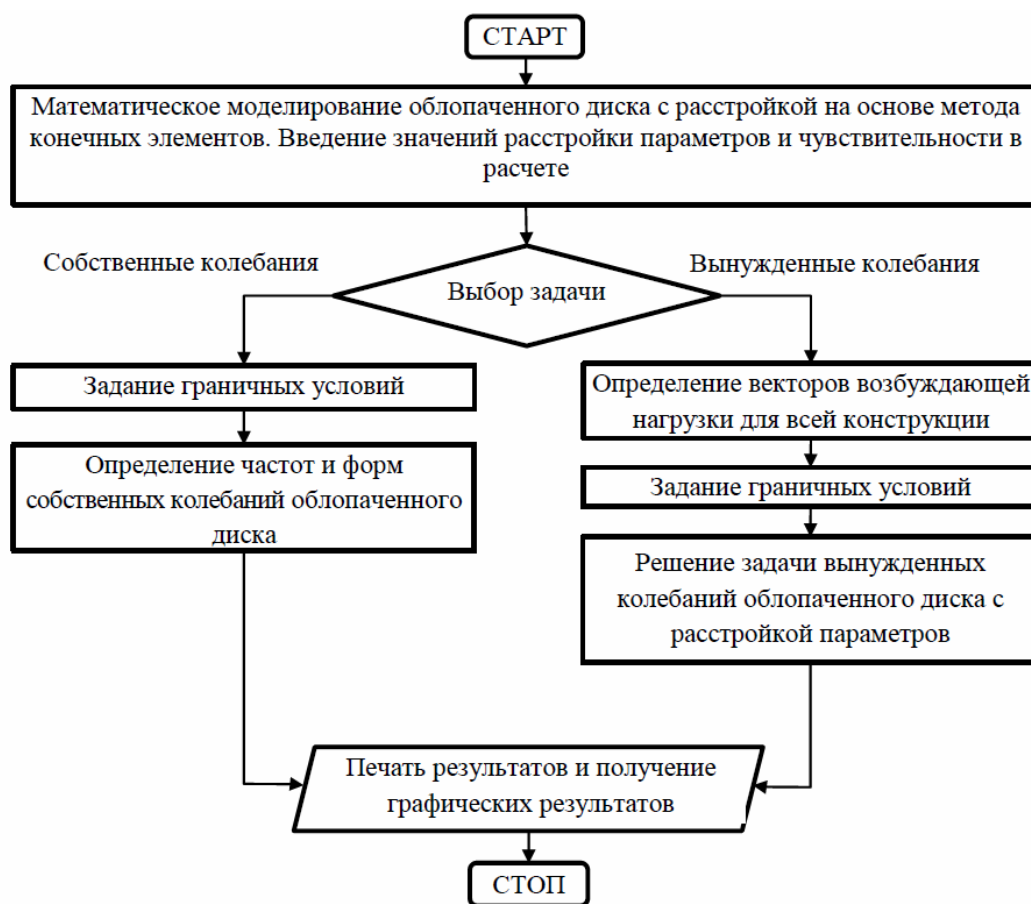 СТАРТ
Математическое моделирование облопаченного диска с расстройкой на основе метода
конечных элементов. Введение значений расстройки параметров и чувствительности в
расчете
Собственные колебания
Вынужденные колебания
Выбор задачи
Задание граничных условий
Определение частот и форм
собственных колебаний облопаченного
диска
Определение векторов возбуждающей
нагрузки для всей конструкции
Задание граничных условий
Решение задачи вынужденных
колебаний облопаченного диска с
расстройкой параметров
Печать результатов и получение
графических результатов
СТОП